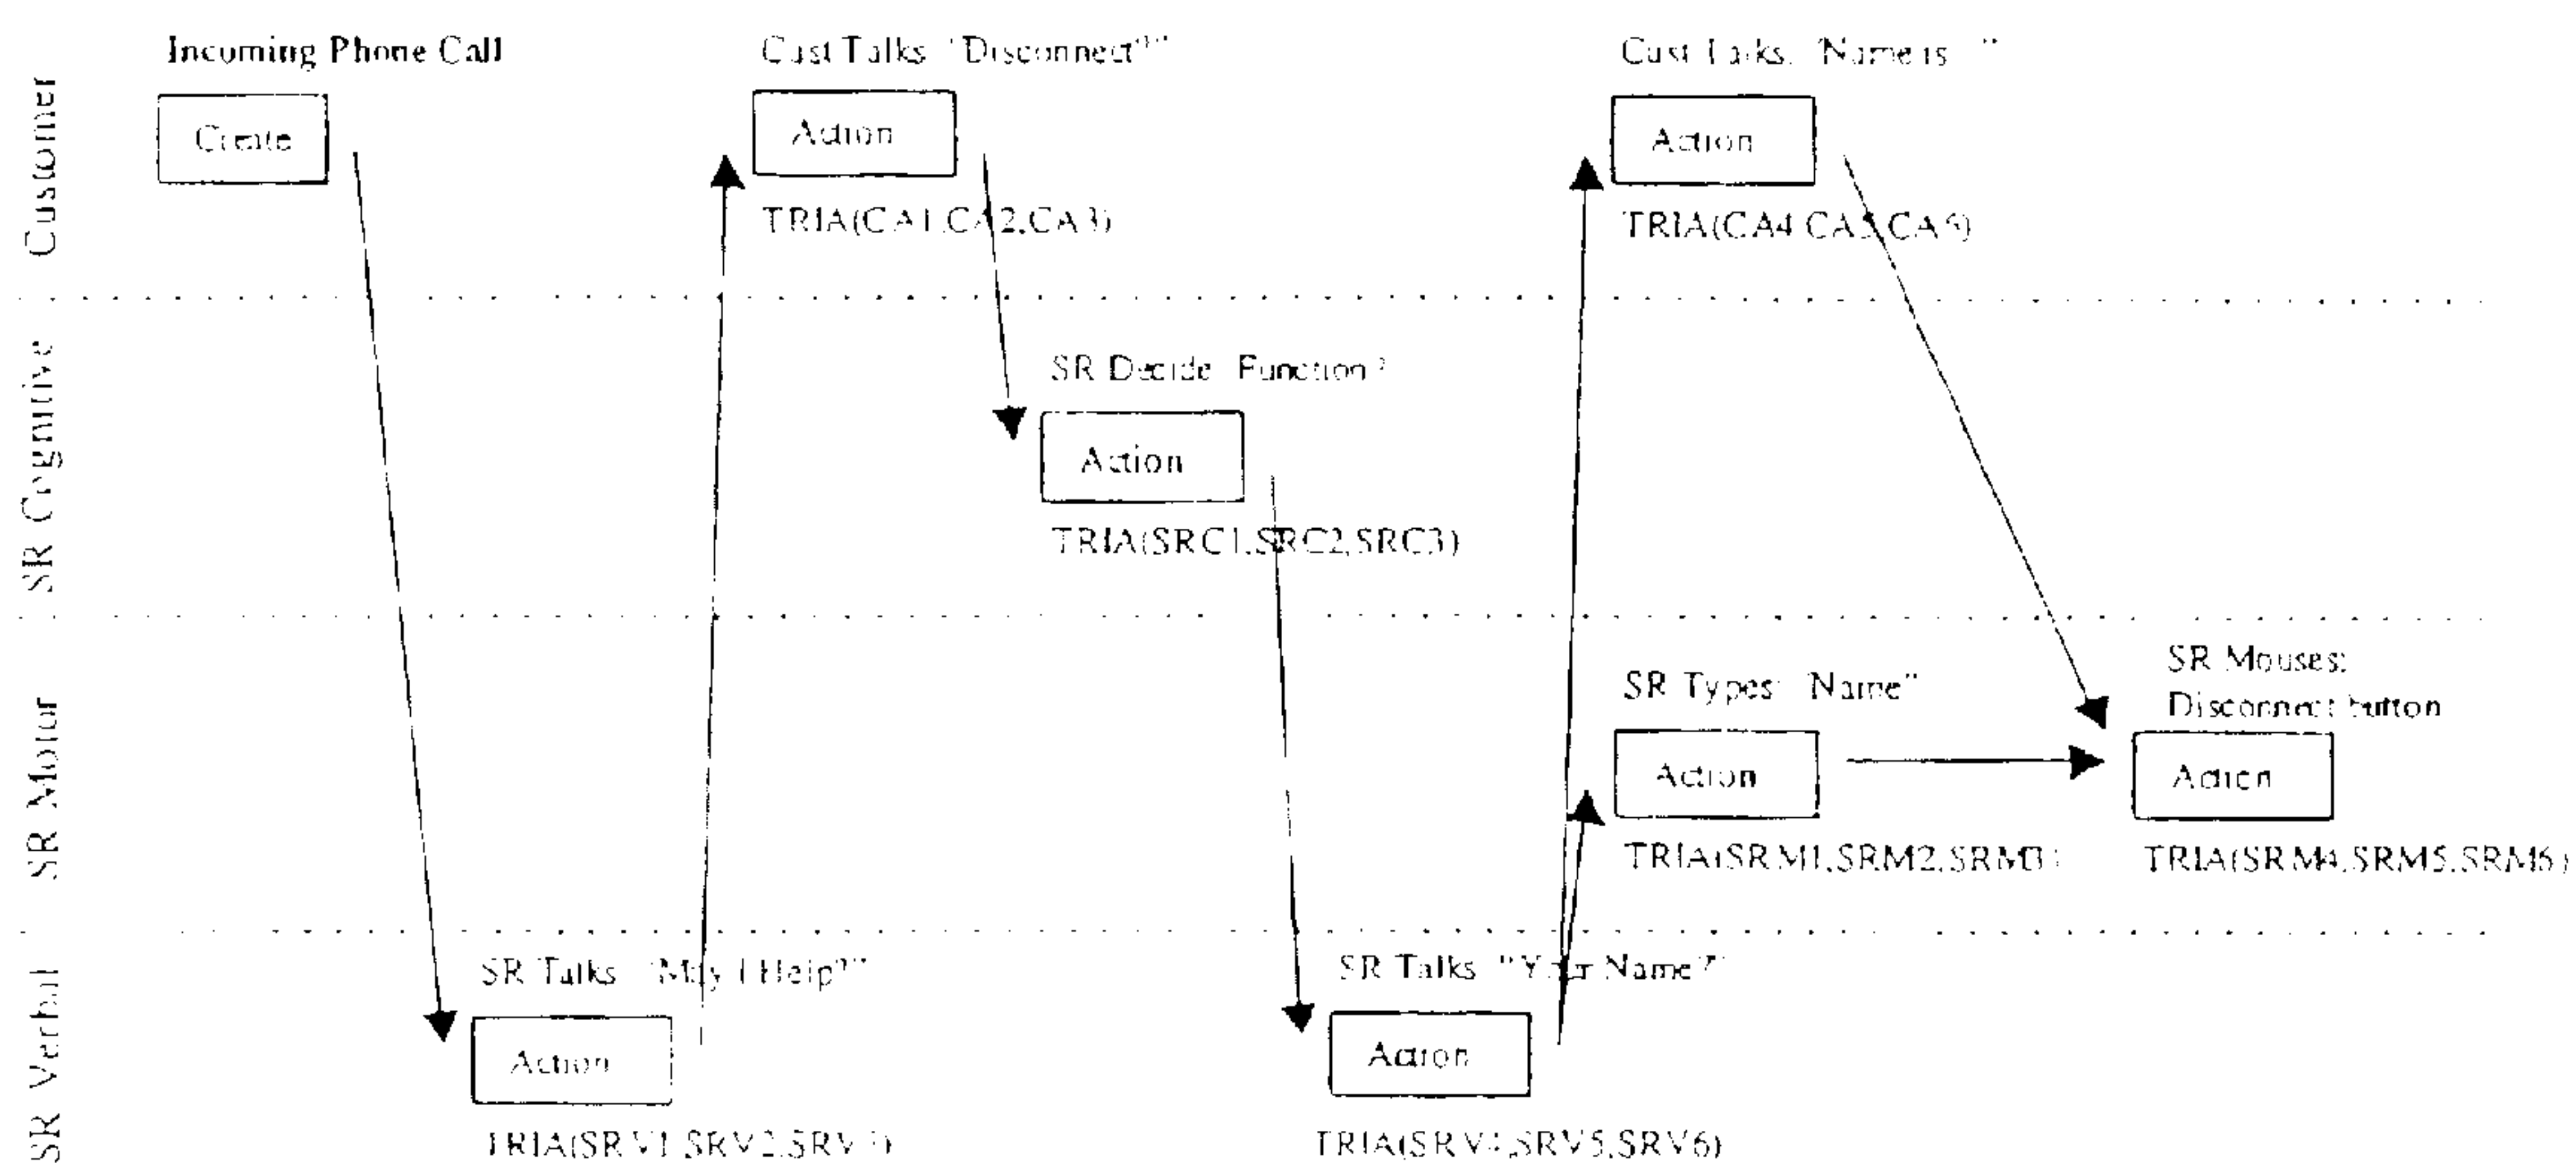 Customer
Incoming Phone Call
Create
Cust Talks "Disconnect?"
Action
TRIA(CA1,CA2,CA3)
Cust Talks "Name is "
Action
TRIA(CA4 CA5 CA6)
SR Cognitive
SR Decide Function?
Action
TRIA(SRC1,SRC2,SRC3)
SR Motor
SR Types: "Name"
Action
TRIA(SRM1,SRM2,SRM3)
SR Mouses:
Disconnect button
Action
TRIA(SRM4,SRM5,SRM6)
SR Verbal
SR Talks "May I Help?"
Action
TRIA(SRV1,SRV2,SRV3)
SR Talks "Your Name?"
Action
TRIA(SRV4,SRV5,SRV6)